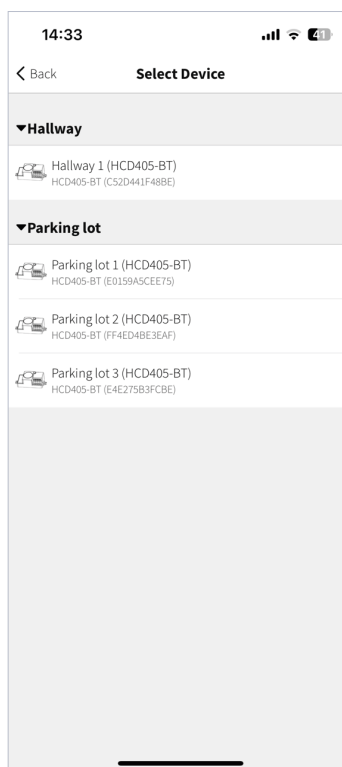 14:33
41
Back
Select Device
▼Hallway
Hallway 1 (HCD405-BT)
HCD405-BT (C52D441F48BE)
▼Parking lot
Parking lot 1 (HCD405-BT)
HCD405-BT (E0159A5CEE75)
Parking lot 2 (HCD405-BT)
HCD405-BT (FF4ED4BE3EAF)
Parking lot 3 (HCD405-BT)
HCD405-BT (E4E275B3FCBE)